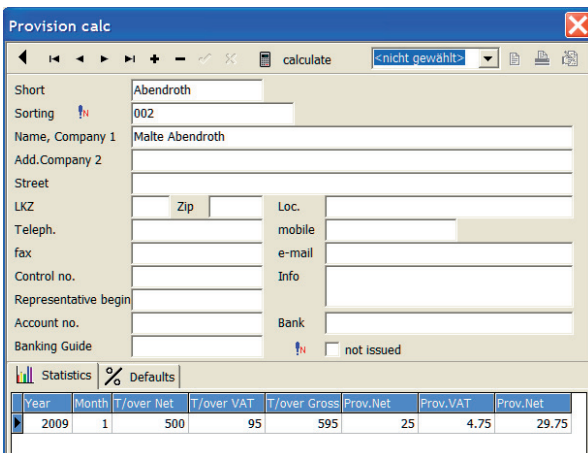 Provision calc
calculate <nicht gewählt>
Short Abendroth
Sorting N 002
Name, Company 1 Malte Abendroth
Add.Company 2
Street
LKZ Zip Loc.
Teleph. mobile
fax e-mail
Control no. Info
Representative begin
Account no. Bank
Banking Guide N not issued
Statistics % Defaults
Year Month T/over Net T/over VAT T/over Gross Prov.Net Prov.VAT Prov.Net
2009 1 500 95 595 25 4.75 29.75